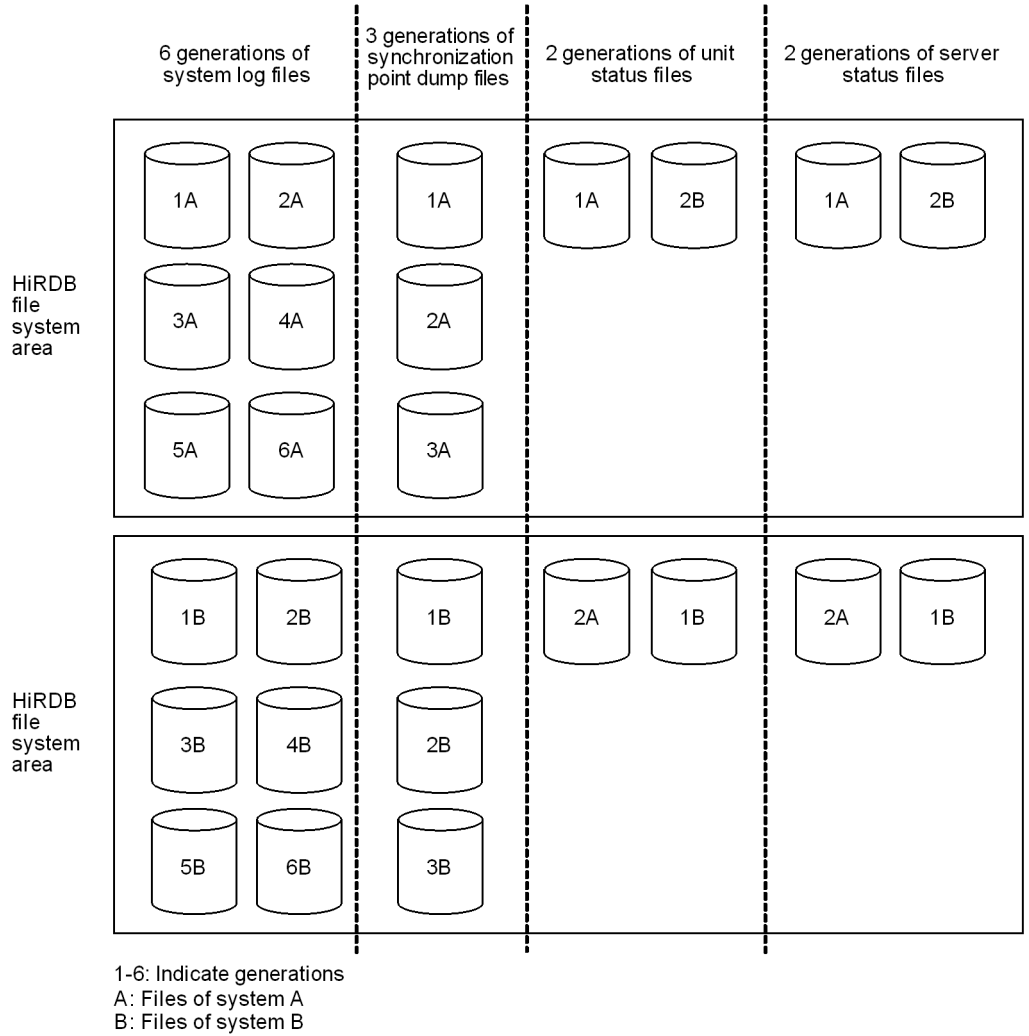 6 generations of
system log files
3 generations of
synchronization
point dump files
2 generations of unit
status files
2 generations of server
status files
HiRDB
file
system
area
1A 2A 1A 1A 2B 1A 2B
3A 4A 2A
5A 6A 3A
HiRDB
file
system
area
1B 2B 1B 2A 1B 2A 1B
3B 4B 2B
5B 6B 3B
1-6: Indicate generations
A: Files of system A
B: Files of system B